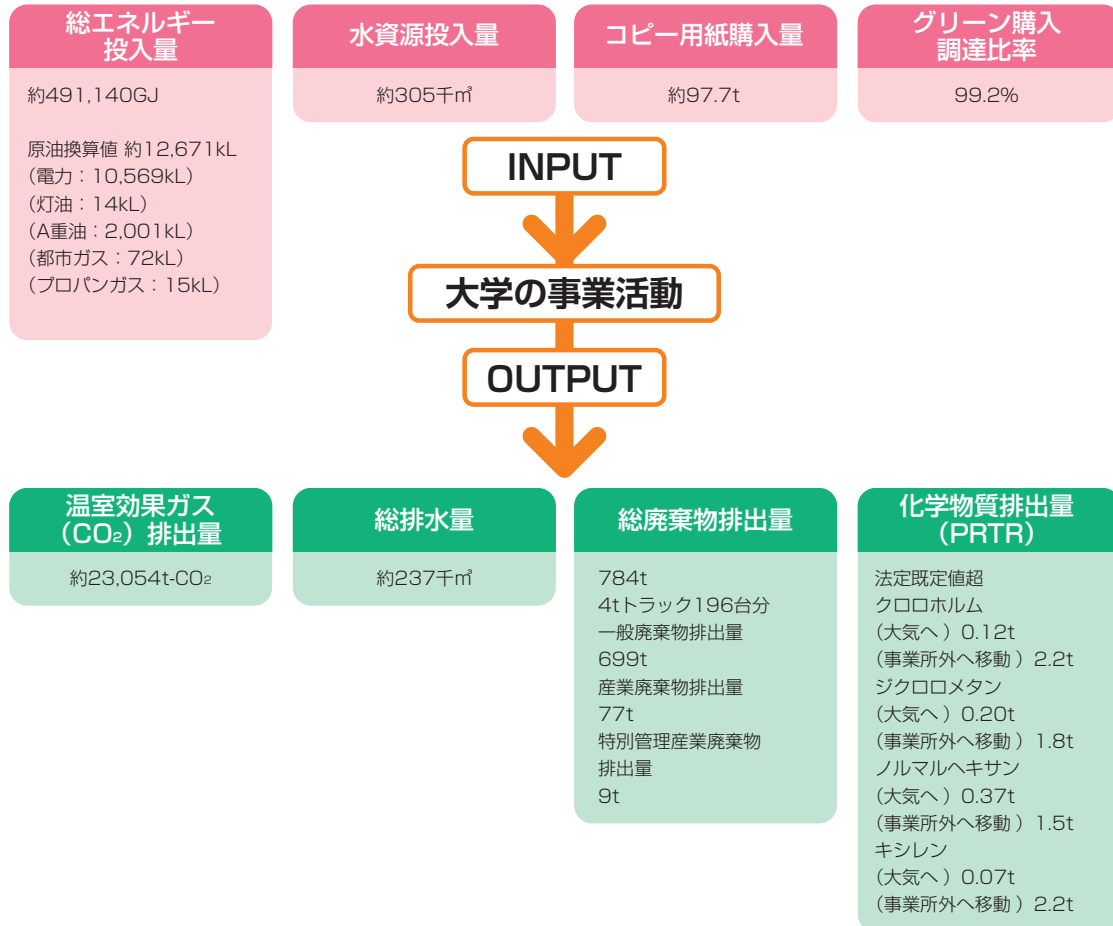 総エネルギー
投入量
約491,140GJ
原油換算値 約12,671kL
(電力：10,569kL)
(灯油：14kL)
(A重油：2,001kL)
(都市ガス：72kL)
(プロパンガス：15kL)
水資源投入量
約305千㎥
コピー用紙購入量
約97.7t
グリーン購入
調達比率
99.2%
INPUT
大学の事業活動
OUTPUT
温室効果ガス
(CO₂) 排出量
約23,054t-CO₂
総排水量
約237千㎥
総廃棄物排出量
784t
4tトラック196台分
一般廃棄物排出量
699t
産業廃棄物排出量
77t
特別管理産業廃棄物
排出量
9t
化学物質排出量
(PRTR)
法定既定値超
クロロホルム
(大気へ) 0.12t
(事業所外へ移動) 2.2t
ジクロロメタン
(大気へ) 0.20t
(事業所外へ移動) 1.8t
ノルマルヘキサン
(大気へ) 0.37t
(事業所外へ移動) 1.5t
キシレン
(大気へ) 0.07t
(事業所外へ移動) 2.2t